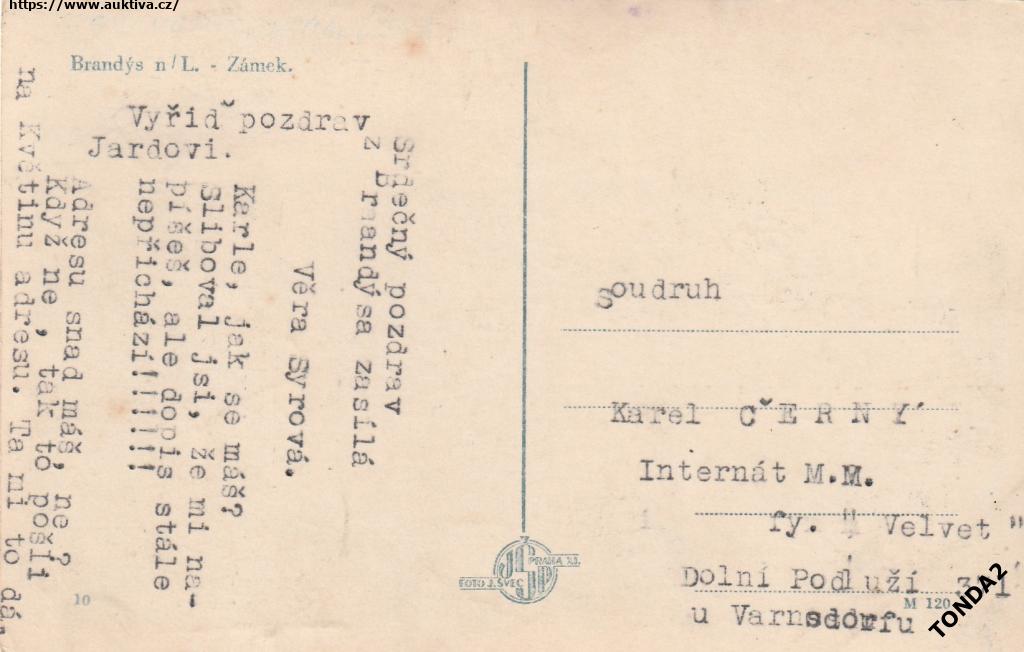 https://www.auktiva.cz/
Brandýs n/L. - Zámek.
Vyřiď pozdrav
Jardovi.
Srdečný pozdrav
z Brandýsa zasílá
Věra Syrová.
Karle, jak se máš?
Sliboval jsi, že mi na-
píšeš, ale dopis stále
nepřichází!!!!!!
Adresu snad máš, ne?
Když ne, tak to pošli
na Květinu adresu. Ta mi to dá.
Soudruh
Karel ČERNÝ
Internát M.M.
fy. " Velvet "
Dolní Podluží
u Varnsdorfu
FOTO J. ŠVEC
PRAHA XI.
10
M 120
TONDA2